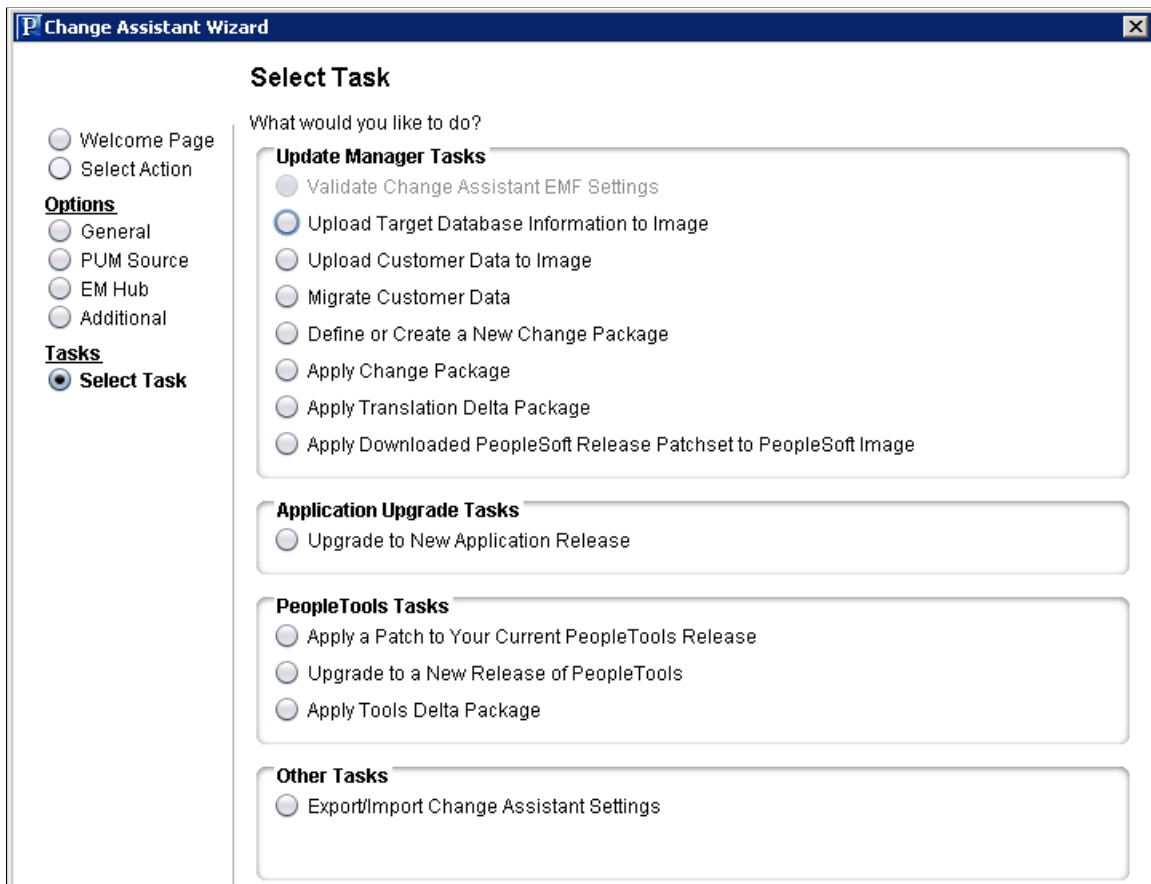 Change Assistant Wizard
Select Task
What would you like to do?
Welcome Page
Select Action
Options
General
PUM Source
EM Hub
Additional
Tasks
Select Task
Update Manager Tasks
Validate Change Assistant EMF Settings
Upload Target Database Information to Image
Upload Customer Data to Image
Migrate Customer Data
Define or Create a New Change Package
Apply Change Package
Apply Translation Delta Package
Apply Downloaded PeopleSoft Release Patchset to PeopleSoft Image
Application Upgrade Tasks
Upgrade to New Application Release
PeopleTools Tasks
Apply a Patch to Your Current PeopleTools Release
Upgrade to a New Release of PeopleTools
Apply Tools Delta Package
Other Tasks
Export/Import Change Assistant Settings